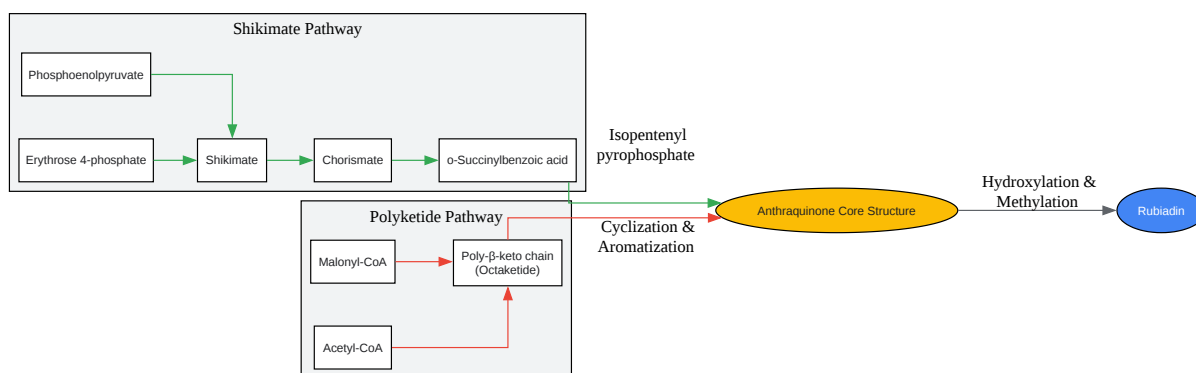 Shikimate Pathway
Phosphoenolpyruvate
Erythrose 4-phosphate
Shikimate
Chorismate
o-Succinylbenzoic acid
Isopentenyl
pyrophosphate
Polyketide Pathway
Malonyl-CoA
Poly-β-keto chain
(Octaketide)
Acetyl-CoA
Cyclization &
Aromatization
Anthraquinone Core Structure
Hydroxylation &
Methylation
Rubiadin